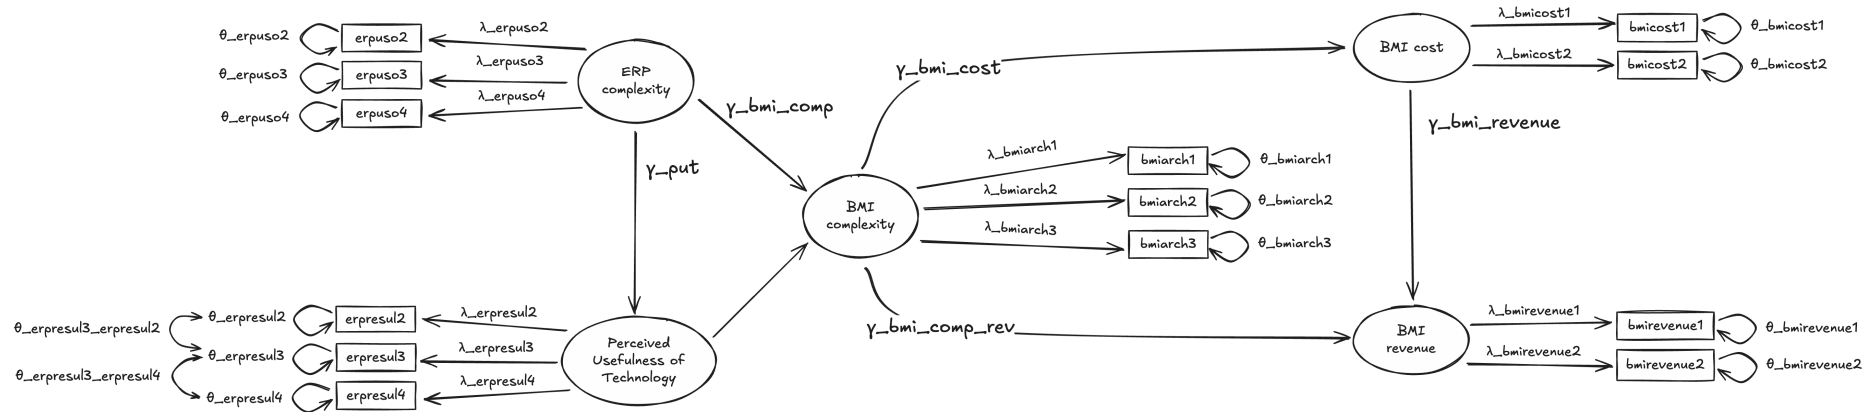 θ_erpuso2
erpuso2
λ_erpuso2
θ_erpuso3
erpuso3
λ_erpuso3
θ_erpuso4
erpuso4
λ_erpuso4
ERP
complexity
γ_bmi_comp
γ_put
θ_erpresul3_erpresul2
θ_erpresul3_erpresul4
θ_erpresul2
erpresul2
λ_erpresul2
θ_erpresul3
erpresul3
λ_erpresul3
θ_erpresul4
erpresul4
λ_erpresul4
Perceived
Usefulness of
Technology
BMI
complexity
γ_bmi_cost
λ_bmiarch1
bmiarch1
θ_bmiarch1
λ_bmiarch2
bmiarch2
θ_bmiarch2
λ_bmiarch3
bmiarch3
θ_bmiarch3
γ_bmi_comp_rev
BMI cost
λ_bmicost1
bmicost1
θ_bmicost1
λ_bmicost2
bmicost2
θ_bmicost2
γ_bmi_revenue
BMI
revenue
λ_bmirevenue1
bmirevenue1
θ_bmirevenue1
λ_bmirevenue2
bmirevenue2
θ_bmirevenue2